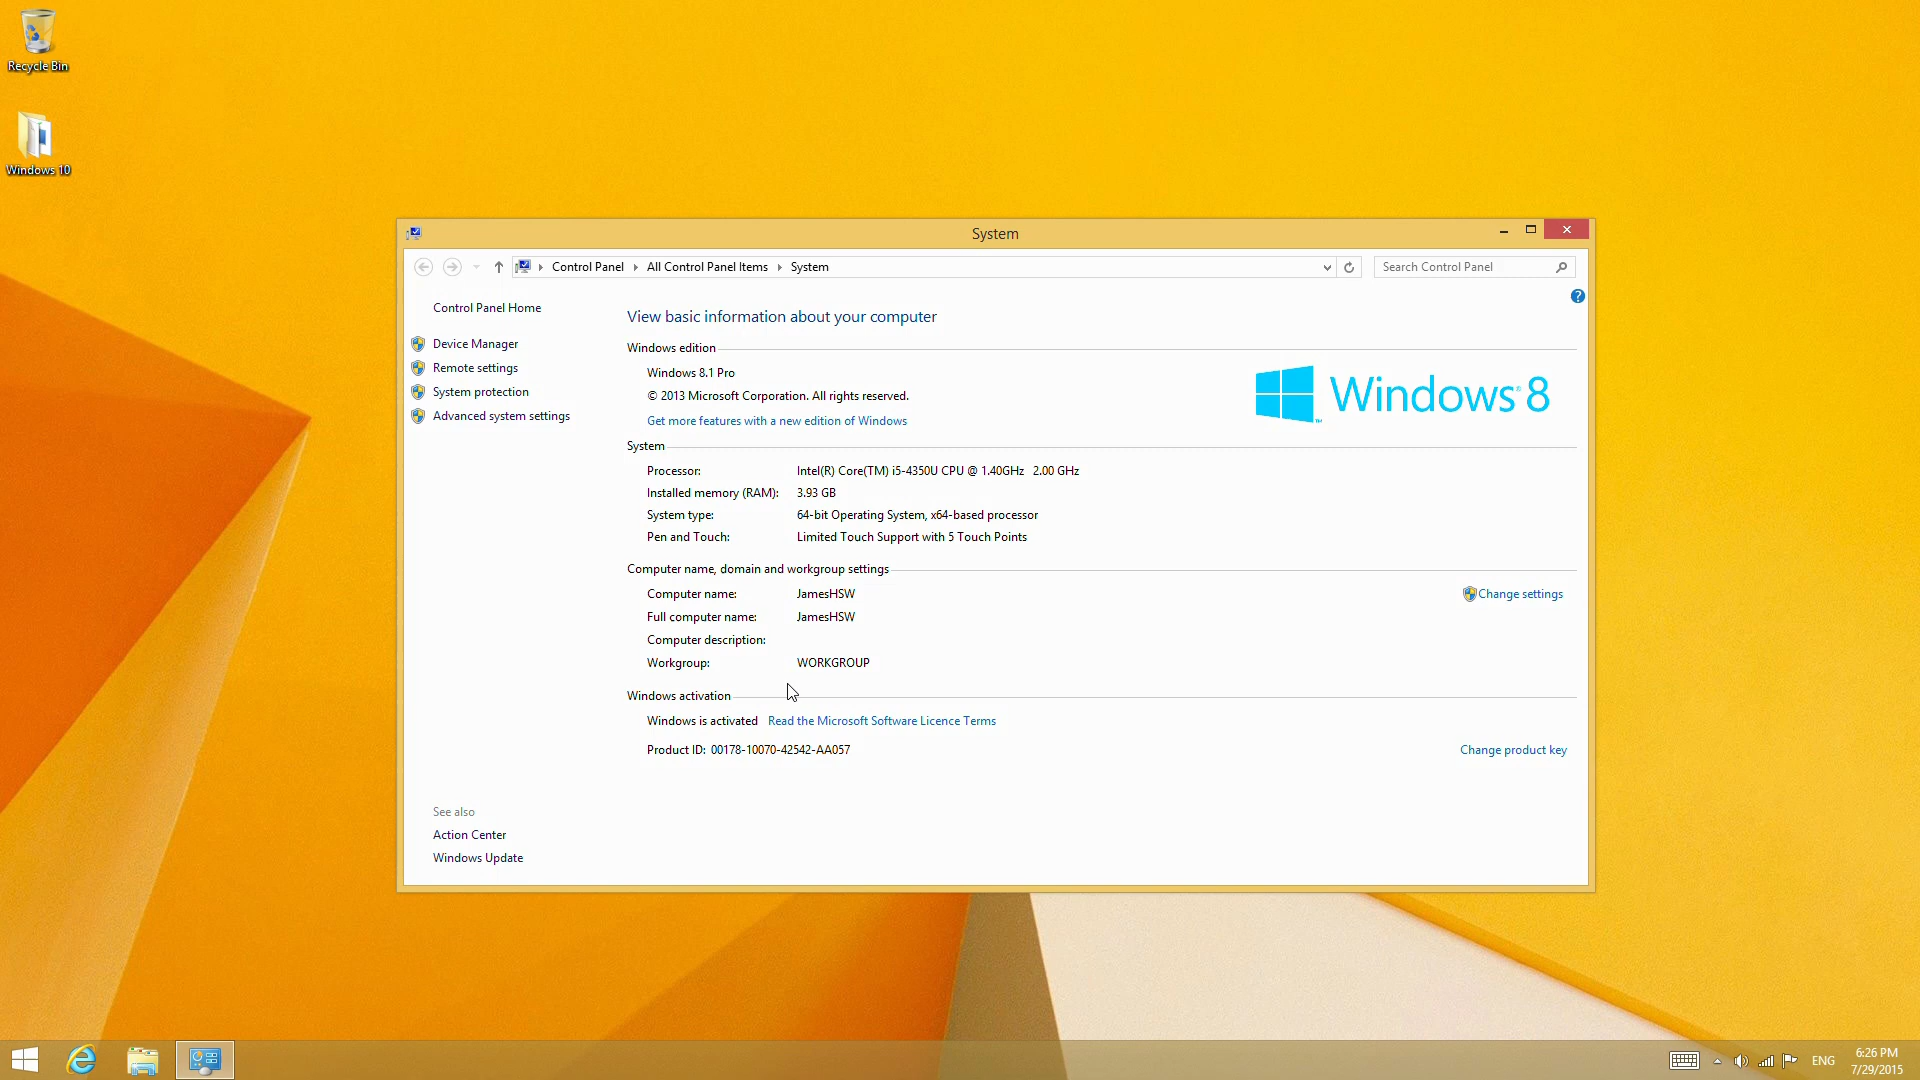 Recycle Bin
Windows 10
System
Control Panel All Control Panel Items System
Search Control Panel
Control Panel Home
Device Manager
Remote settings
System protection
Advanced system settings
See also
Action Center
Windows Update
View basic information about your computer
Windows edition
Windows 8.1 Pro
© 2013 Microsoft Corporation. All rights reserved.
Get more features with a new edition of Windows
Windows® 8
System
Processor: Intel(R) Core(TM) i5-4350U CPU @ 1.40GHz 2.00 GHz
Installed memory (RAM): 3.93 GB
System type: 64-bit Operating System, x64-based processor
Pen and Touch: Limited Touch Support with 5 Touch Points
Computer name, domain and workgroup settings
Computer name: JamesHSW Change settings
Full computer name: JamesHSW
Computer description:
Workgroup: WORKGROUP
Windows activation
Windows is activated Read the Microsoft Software Licence Terms
Product ID: 00178-10070-42542-AA057 Change product key
ENG
6:26 PM
7/29/2015